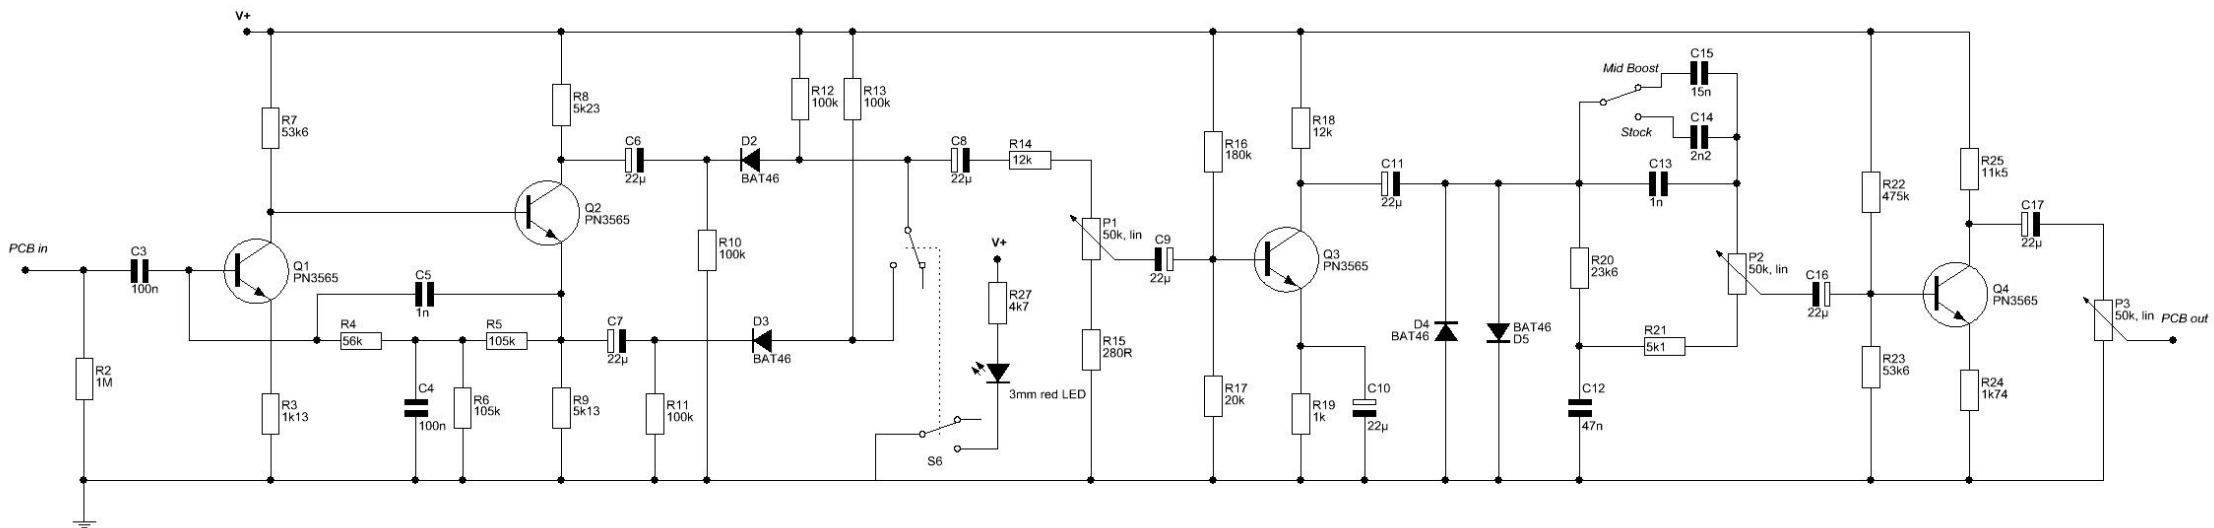 V+
PCB in
R2
1M
C3
100n
R7
53k6
Q1
PN3565
R3
1k13
C5
1n
R4
56k
R5
105k
C4
100n
R6
105k
R8
5k23
Q2
PN3565
R9
5k13
C6
22µ
C7
22µ
R10
100k
R11
100k
D2
BAT46
D3
BAT46
R12
100k
R13
100k
C8
22µ
R14
12k
V+
R27
4k7
3mm red LED
S6
P1
50k, lin
R15
280R
C9
22µ
R16
180k
R17
20k
R18
12k
Q3
PN3565
R19
1k
C10
22µ
C11
22µ
D4
BAT46
BAT46
D5
Mid Boost
Stock
C15
15n
C14
2n2
C13
1n
R20
23k6
R21
5k1
C12
47n
P2
50k, lin
C16
22µ
R22
475k
R23
53k6
R25
11k5
Q4
PN3565
R24
1k74
C17
22µ
P3
50k, lin
PCB out